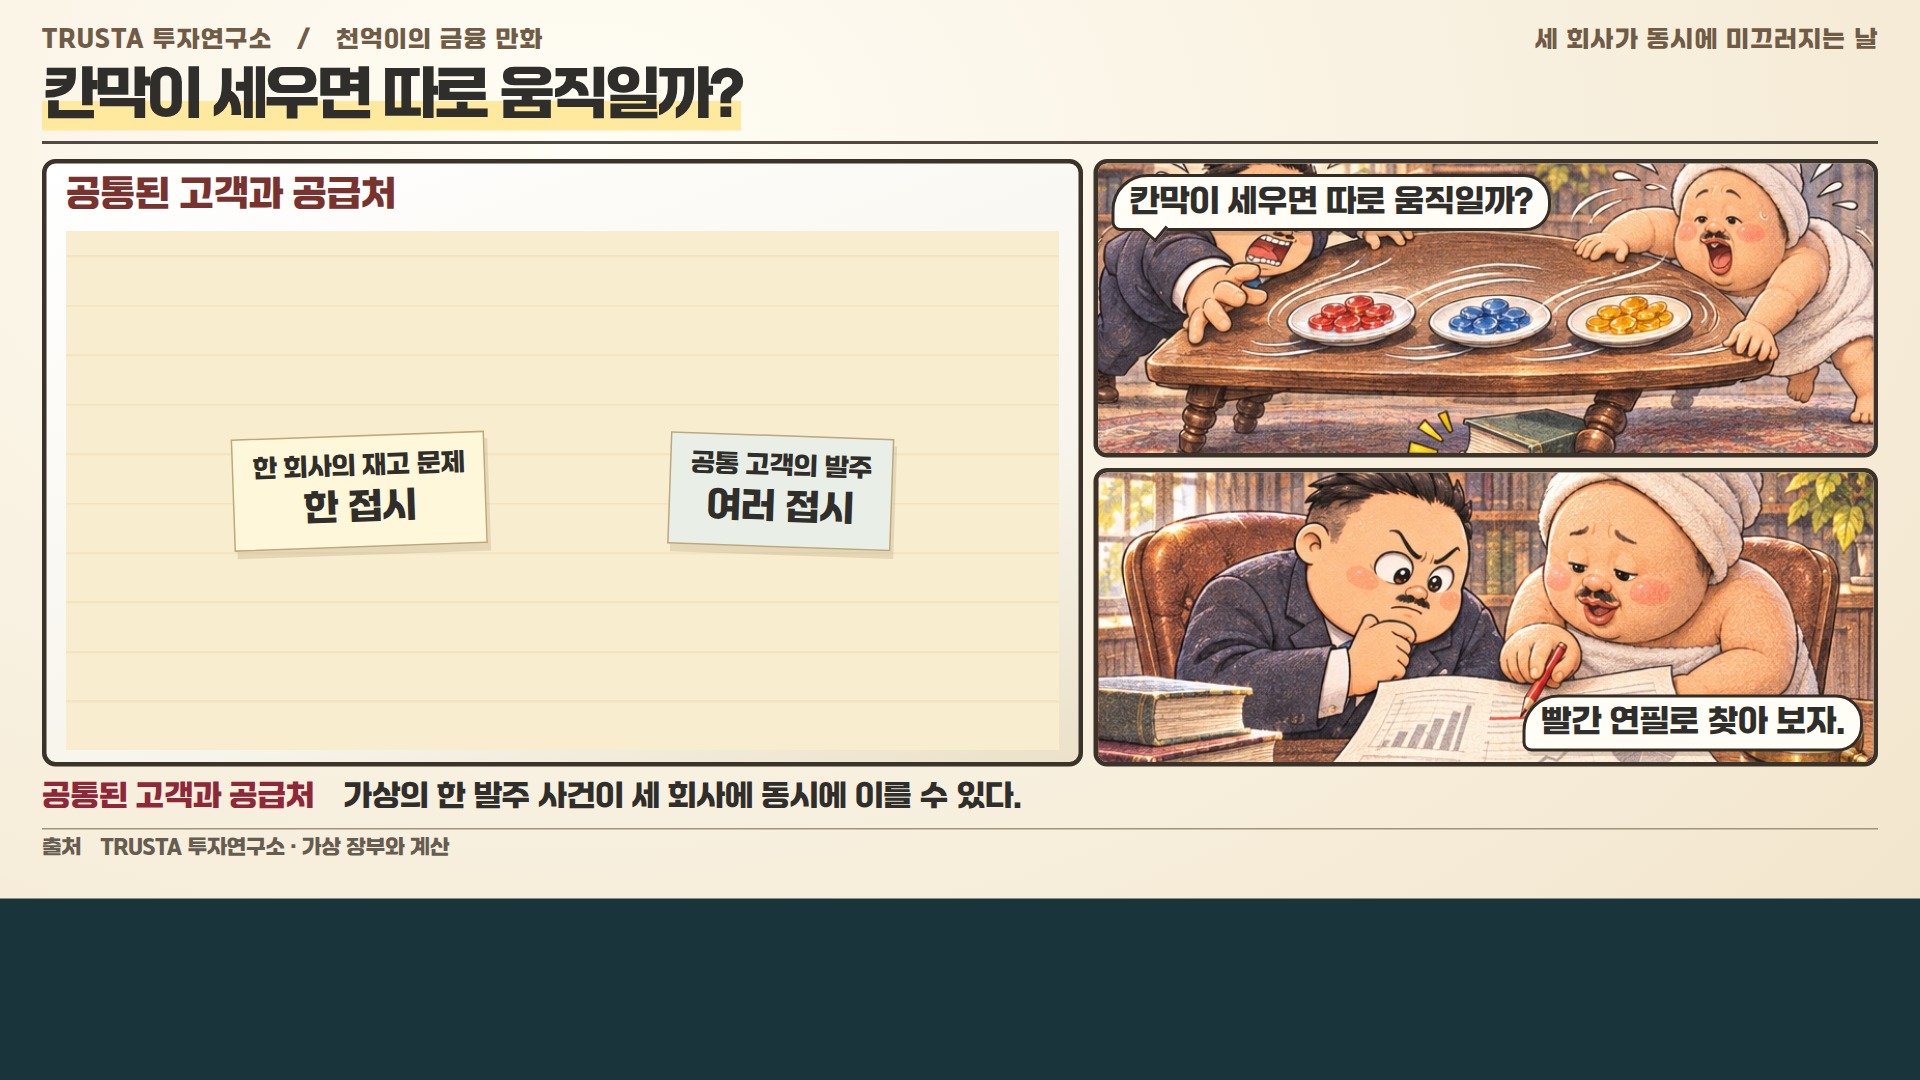 TRUSTA 투자연구소 / 천억이의 금융 만화
세 회사가 동시에 미끄러지는 날
칸막이 세우면 따로 움직일까?
공통된 고객과 공급처
한 회사의 재고 문제
한 접시
공통 고객의 발주
여러 접시
칸막이 세우면 따로 움직일까?
빨간 연필로 찾아 보자.
공통된 고객과 공급처 가상의 한 발주 사건이 세 회사에 동시에 이를 수 있다.
출처 TRUSTA 투자연구소 · 가상 장부와 계산